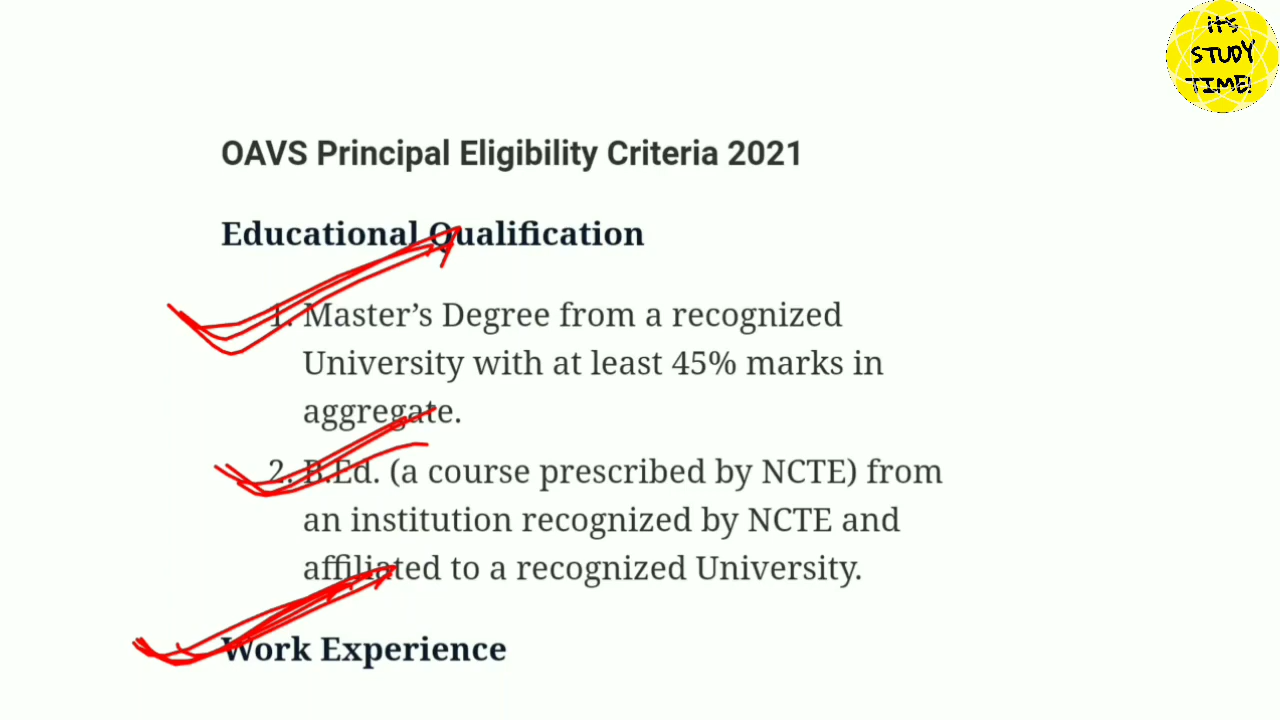 ITS
STUDY
TIME!
OAVS Principal Eligibility Criteria 2021
Educational Qualification
1. Master’s Degree from a recognized
University with at least 45% marks in
aggregate.
2. B.Ed. (a course prescribed by NCTE) from
an institution recognized by NCTE and
affiliated to a recognized University.
Work Experience